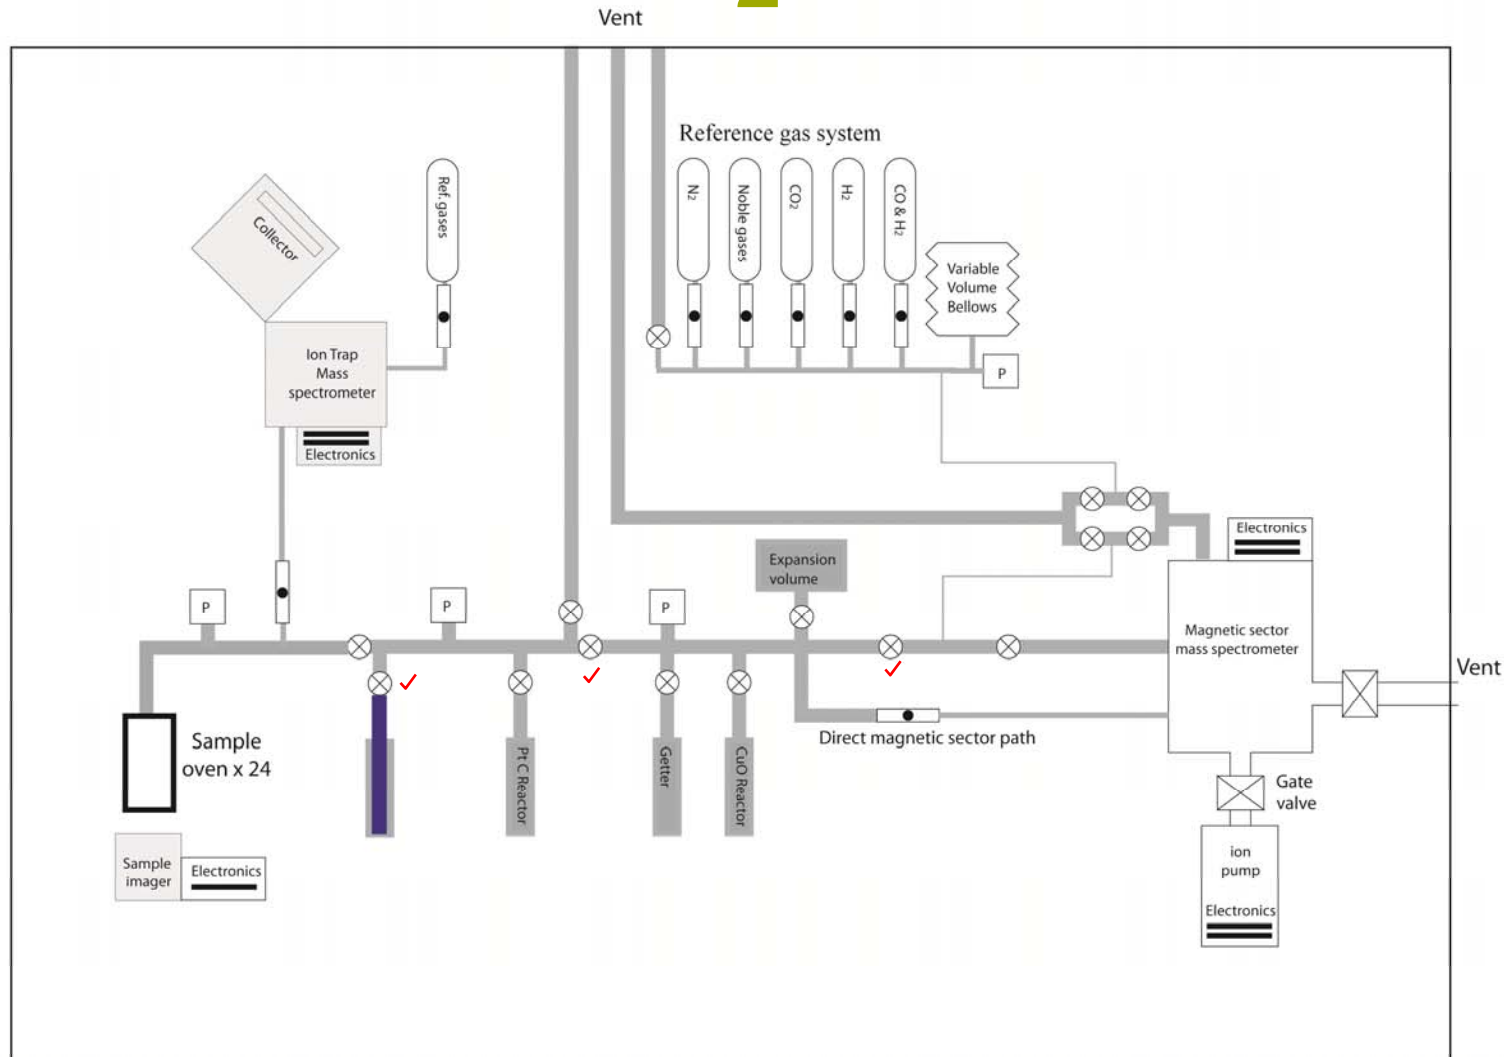 Vent
Reference gas system
N2
Noble gases
CO2
H2
CO & H2
Ref. gases
Collector
Variable
Volume
Bellows
P
Ion Trap
Mass
spectrometer
Electronics
Electronics
Expansion
volume
P
P
P
Magnetic sector
mass spectrometer
Vent
Direct magnetic sector path
Sample
oven x 24
Pt C Reactor
Getter
CuO Reactor
Gate
valve
Sample
imager
Electronics
ion
pump
Electronics